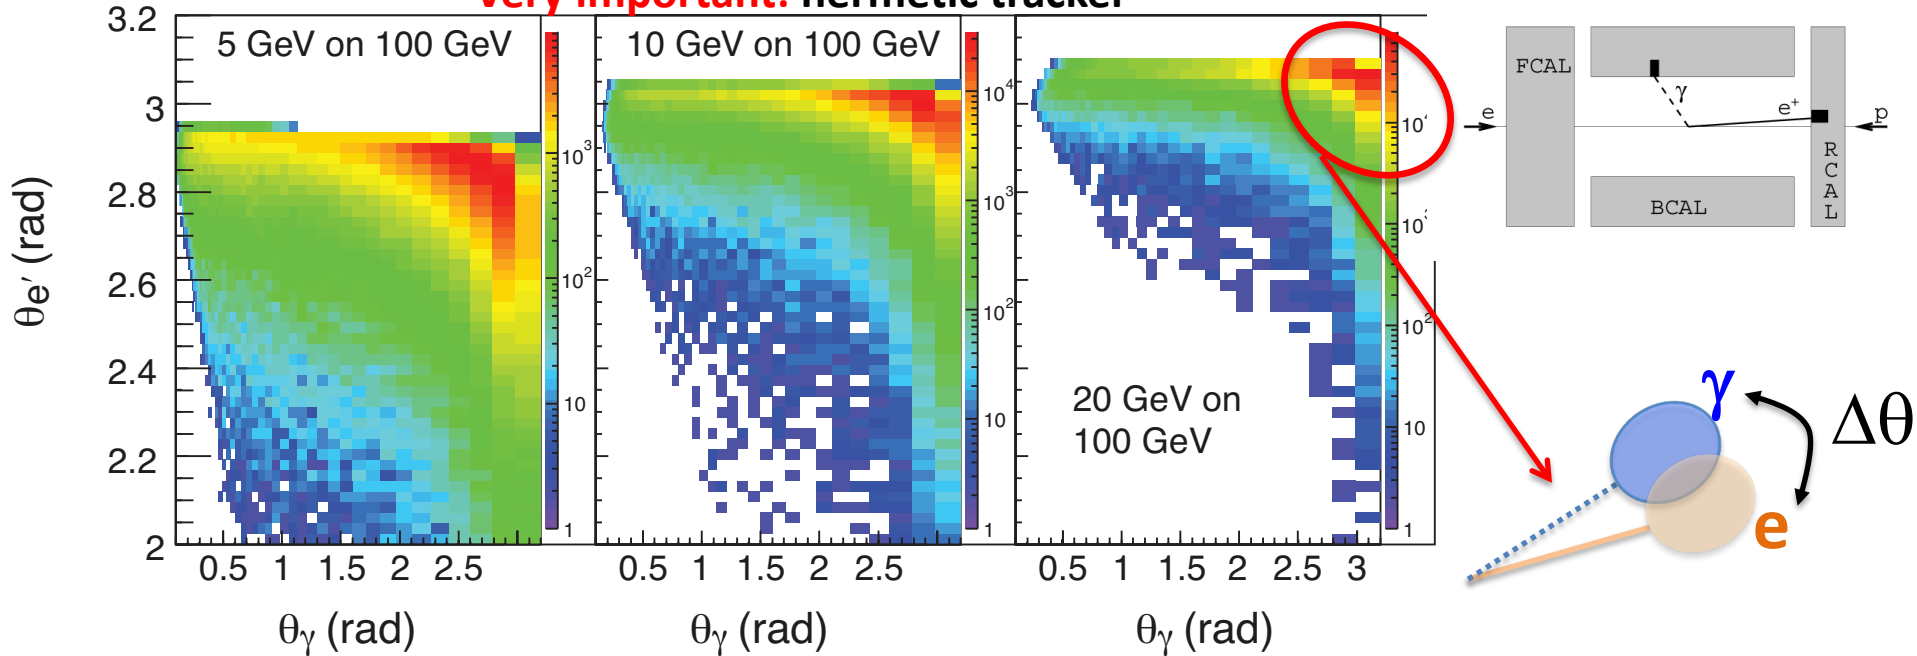 very important: hermetic tracker
5 GeV on 100 GeV
10 GeV on 100 GeV
20 GeV on
100 GeV
3.2
3
2.8
2.6
2.4
2.2
2
θe′ (rad)
0.5 1 1.5 2 2.5
θγ (rad)
10³
10²
10
1
0.5 1 1.5 2 2.5
θγ (rad)
10⁴
10³
10²
10
1
0.5 1 1.5 2 2.5 3
θγ (rad)
10⁴
10³
10²
10
1
FCAL
γ
e⁺
e
p
RCAL
BCAL
γ
Δθ
e